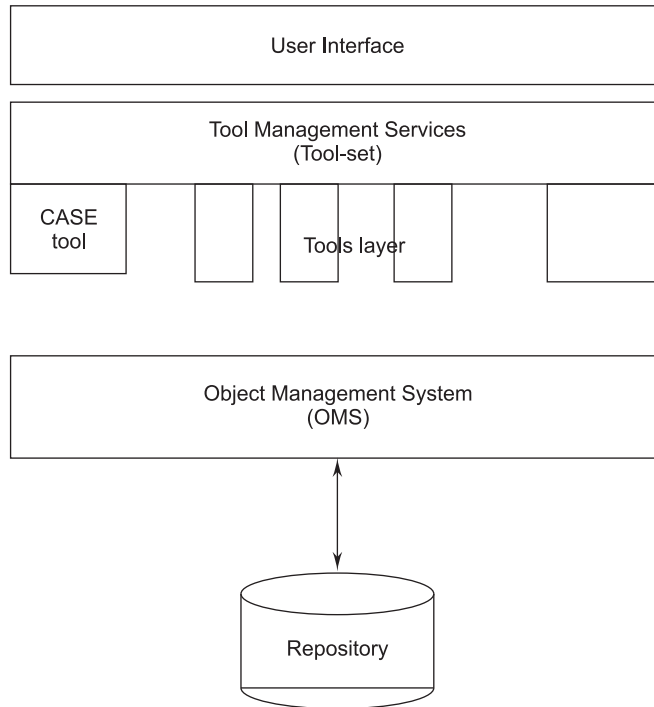 User Interface
Tool Management Services
(Tool-set)
CASE
tool
Tools layer
Object Management System
(OMS)
Repository